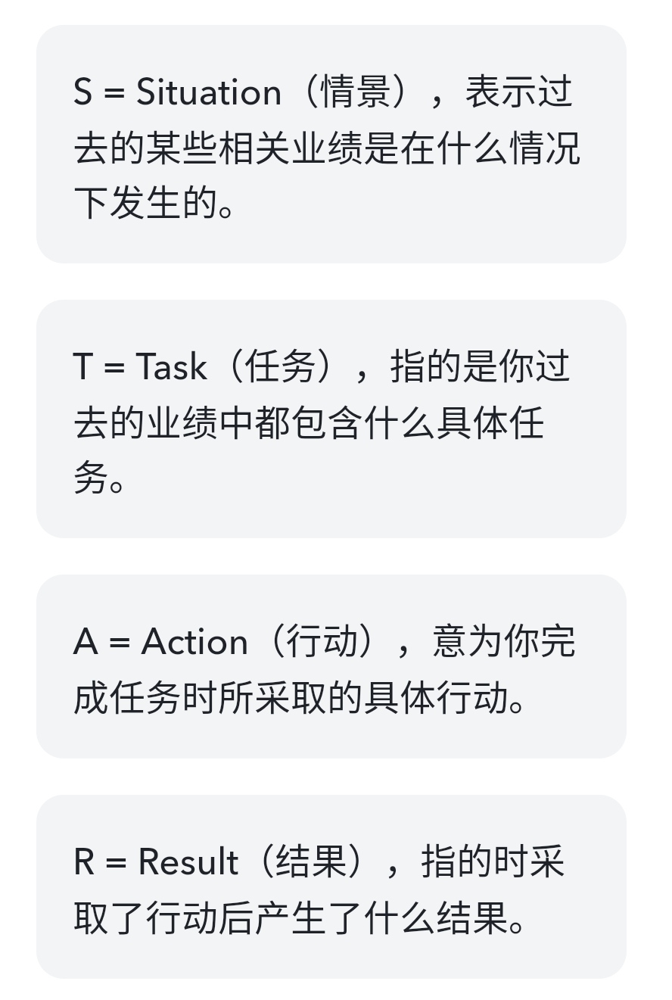 S = Situation（情景），表示过
去的某些相关业绩是在什么情况
下发生的。
T = Task（任务），指的是你过
去的业绩中都包含什么具体任
务。
A = Action（行动），意为你完
成任务时所采取的具体行动。
R = Result（结果），指的时采
取了行动后产生了什么结果。